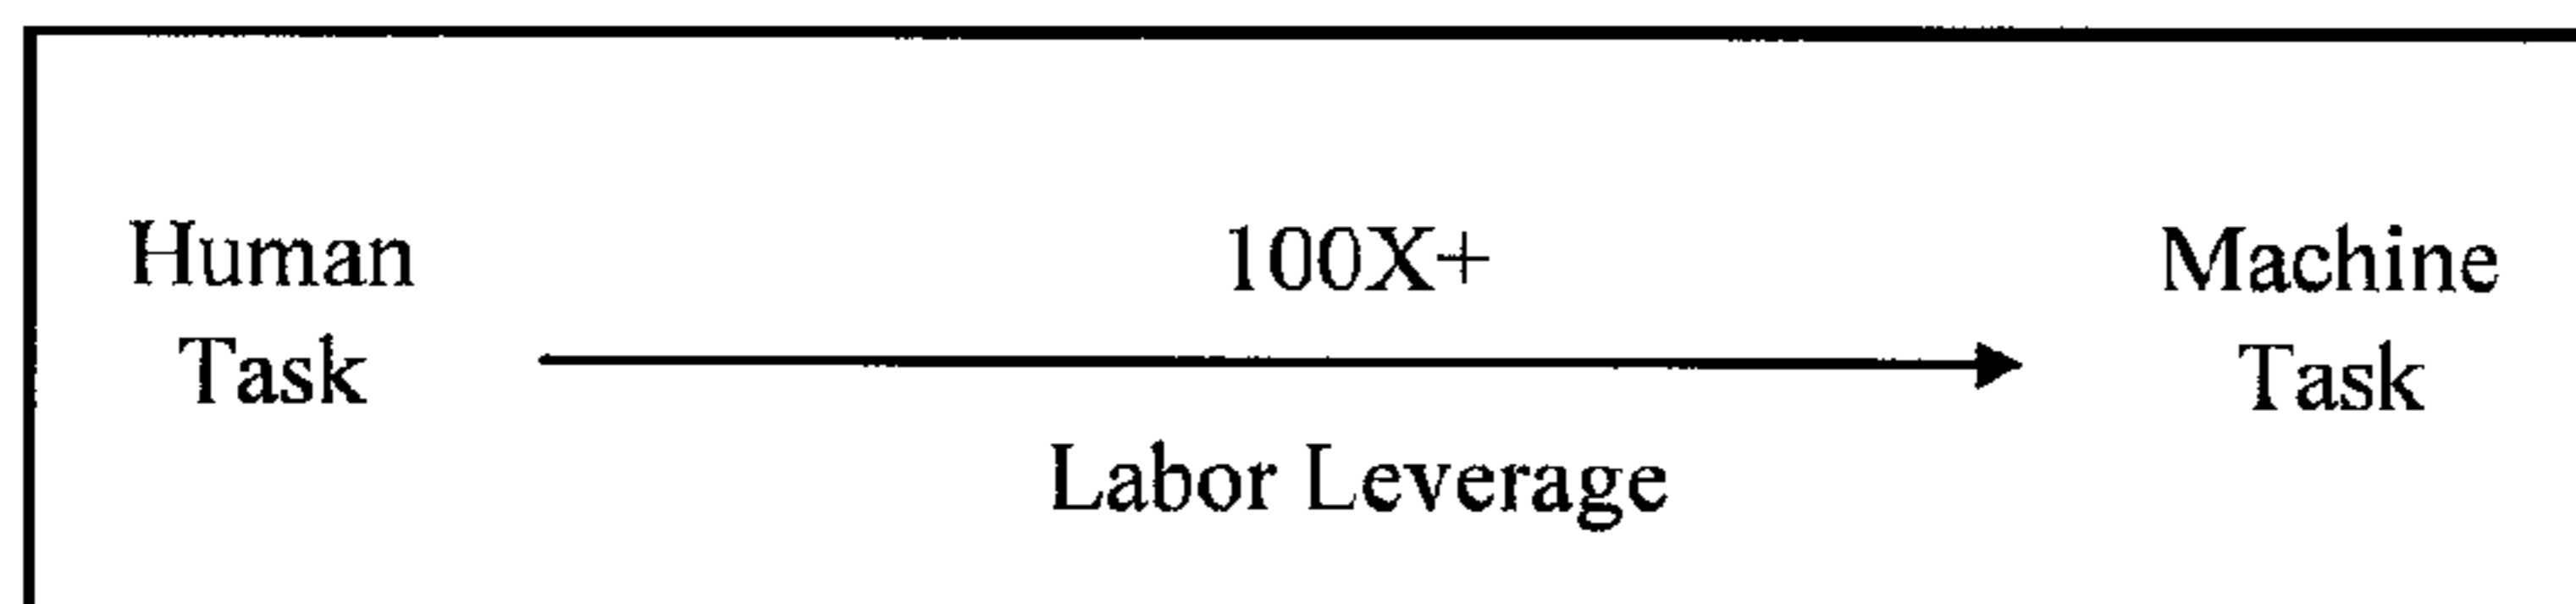 Human
Task
100X+
Labor Leverage
Machine
Task